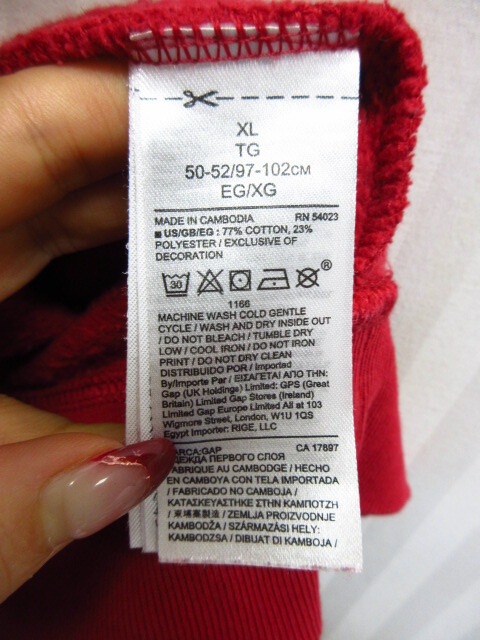 XL
TG
50-52/97-102CM
EG/XG
MADE IN CAMBODIA RN 54023
■ US/GB/EG : 77% COTTON, 23%
POLYESTER / EXCLUSIVE OF
DECORATION
30
®
1166
MACHINE WASH COLD GENTLE
CYCLE / WASH AND DRY INSIDE OUT
/ DO NOT BLEACH / TUMBLE DRY
LOW / COOL IRON / DO NOT IRON
PRINT / DO NOT DRY CLEAN
DISTRIBUIDO POR / Imported
By/Importe Par / ΕΙΣΑΓΕΤΑΙ ΑΠΟ ΤΗΝ:
Gap (UK Holdings) Limited: GPS (Great
Britain) Limited Gap Stores (Ireland)
Limited Gap Europe Limited All at 103
Wigmore Street, London, W1U 1QS
Egypt Importer: RIGE, LLC
ARCA:GAP CA 17897
ДЕЖДА ПЕРВОГО СЛОЯ
FABRIQUE AU CAMBODGE / HECHO
EN CAMBOYA CON TELA IMPORTADA
/ FABRICADO NO CAMBOJA /
ΚΑΤΑΣΚΕΥΑΣΤΗΚΕ ΣΤΗΝ ΚΑΜΠΟΤΖΗ
/ 柬埔寨製造 / ZEMLJA PROIZVODNJE
KAMBODŽA / SZÁRMAZÁSI HELY:
KAMBODZSA / DIBUAT DI KAMBOJA /